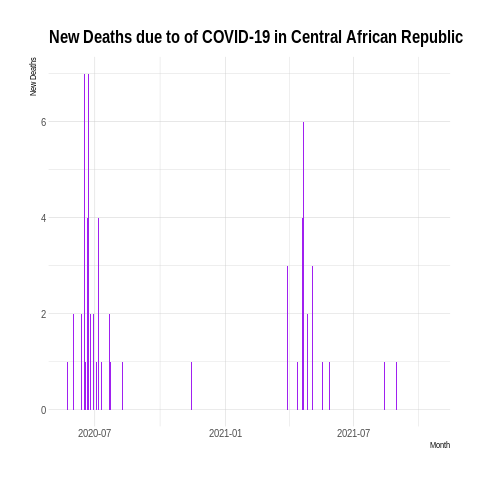 New Deaths due to of COVID-19 in Central African Republic
New Deaths
6
4
2
0
2020-07
2021-01
2021-07
Month